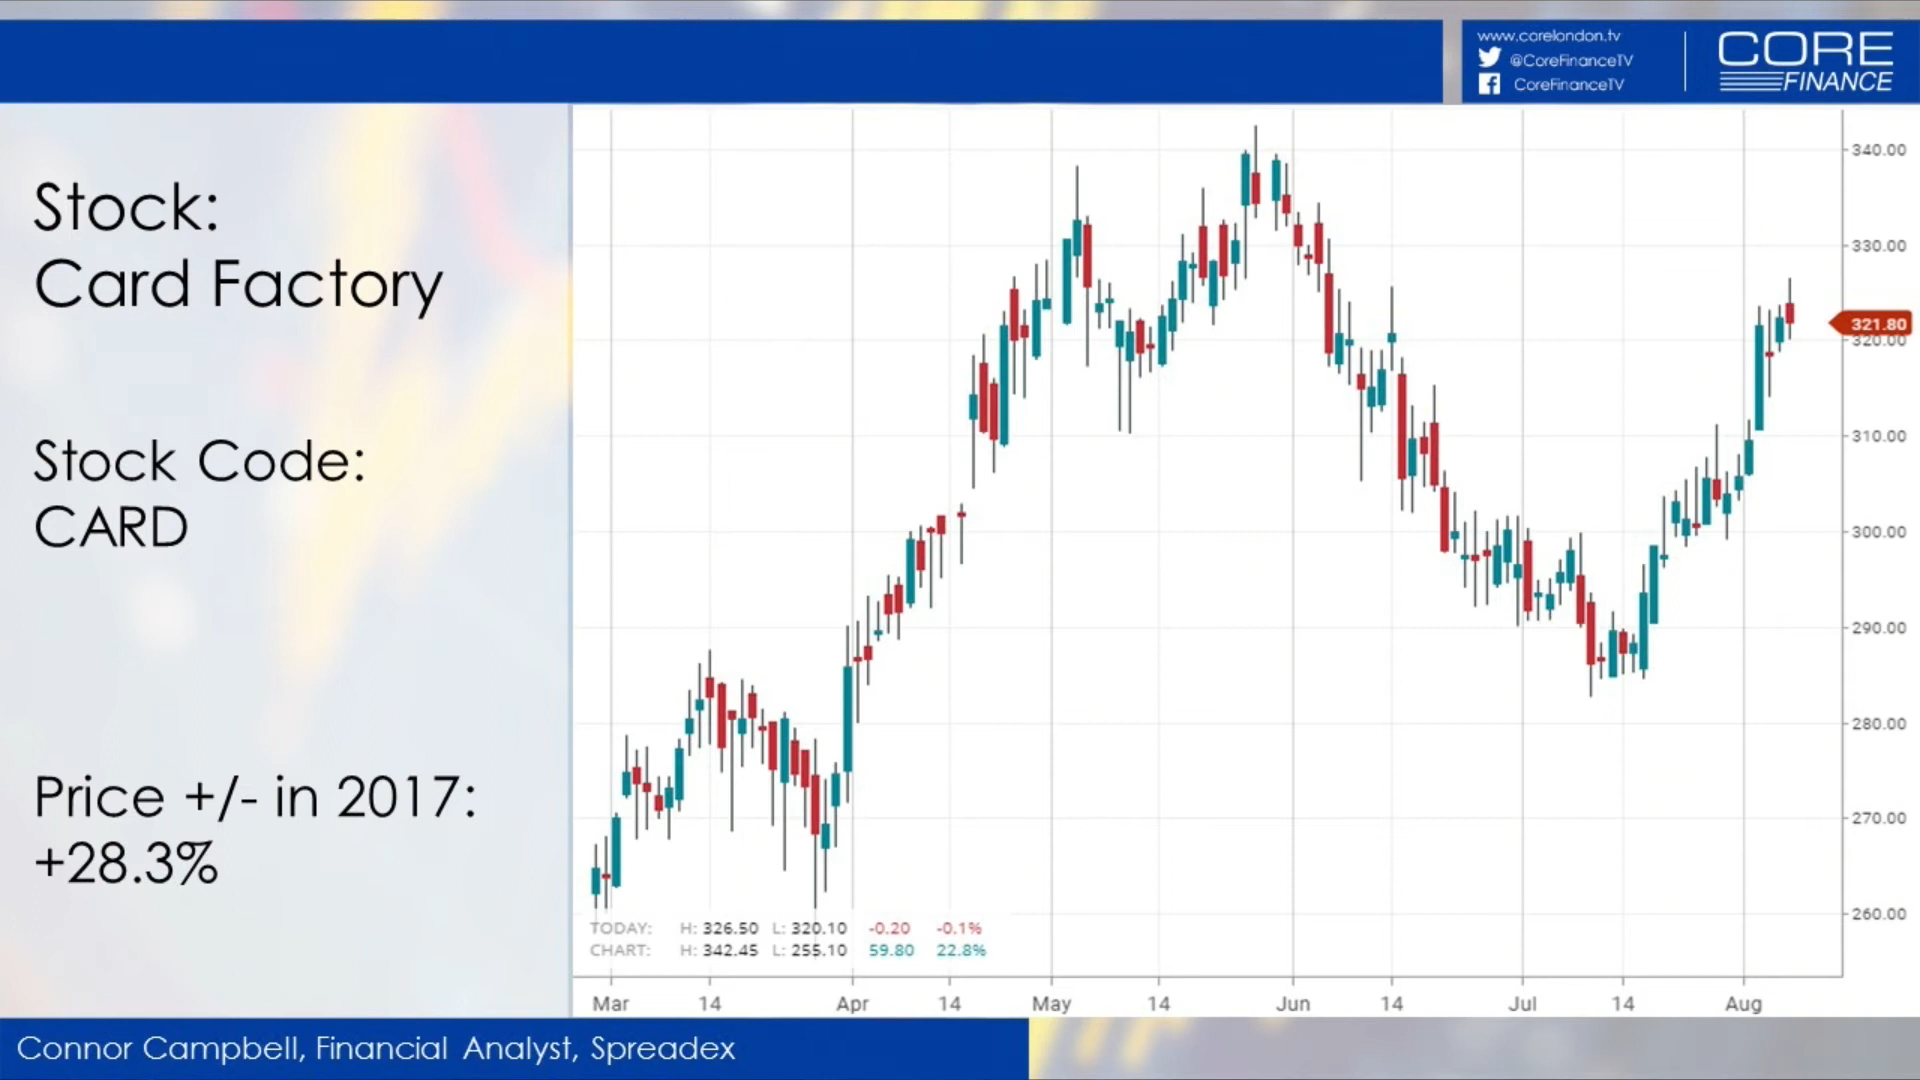 www.corelondon.tv
@CoreFinanceTV
CoreFinanceTV
CORE
FINANCE
Stock:
Card Factory
Stock Code:
CARD
Price +/- in 2017:
+28.3%
340.00
330.00
321.80
320.00
310.00
300.00
290.00
280.00
270.00
260.00
TODAY: H: 326.50 L: 320.10 -0.20 -0.1%
CHART: H: 342.45 L: 255.10 59.80 22.8%
Mar 14 Apr 14 May 14 Jun 14 Jul 14 Aug
Connor Campbell, Financial Analyst, Spreadex